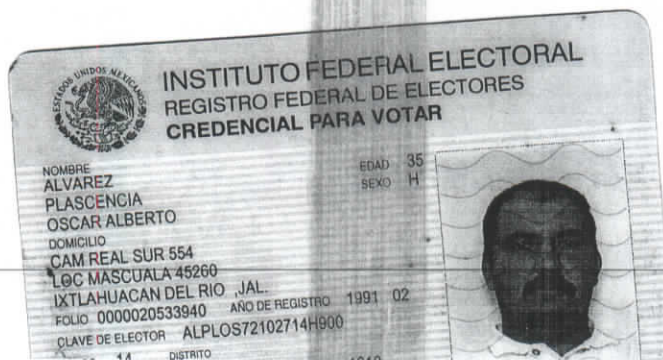 ESTADOS UNIDOS MEXICANOS
INSTITUTO FEDERAL ELECTORAL
REGISTRO FEDERAL DE ELECTORES
CREDENCIAL PARA VOTAR
NOMBRE EDAD 35
ALVAREZ SEXO H
PLASCENCIA
OSCAR ALBERTO
DOMICILIO
CAM REAL SUR 554
LOC MASCUALA 45260
IXTLAHUACAN DEL RIO ,JAL.
FOLIO 0000020533940 AÑO DE REGISTRO 1991 02
CLAVE DE ELECTOR ALPLOS72102714H900
14 DISTRITO